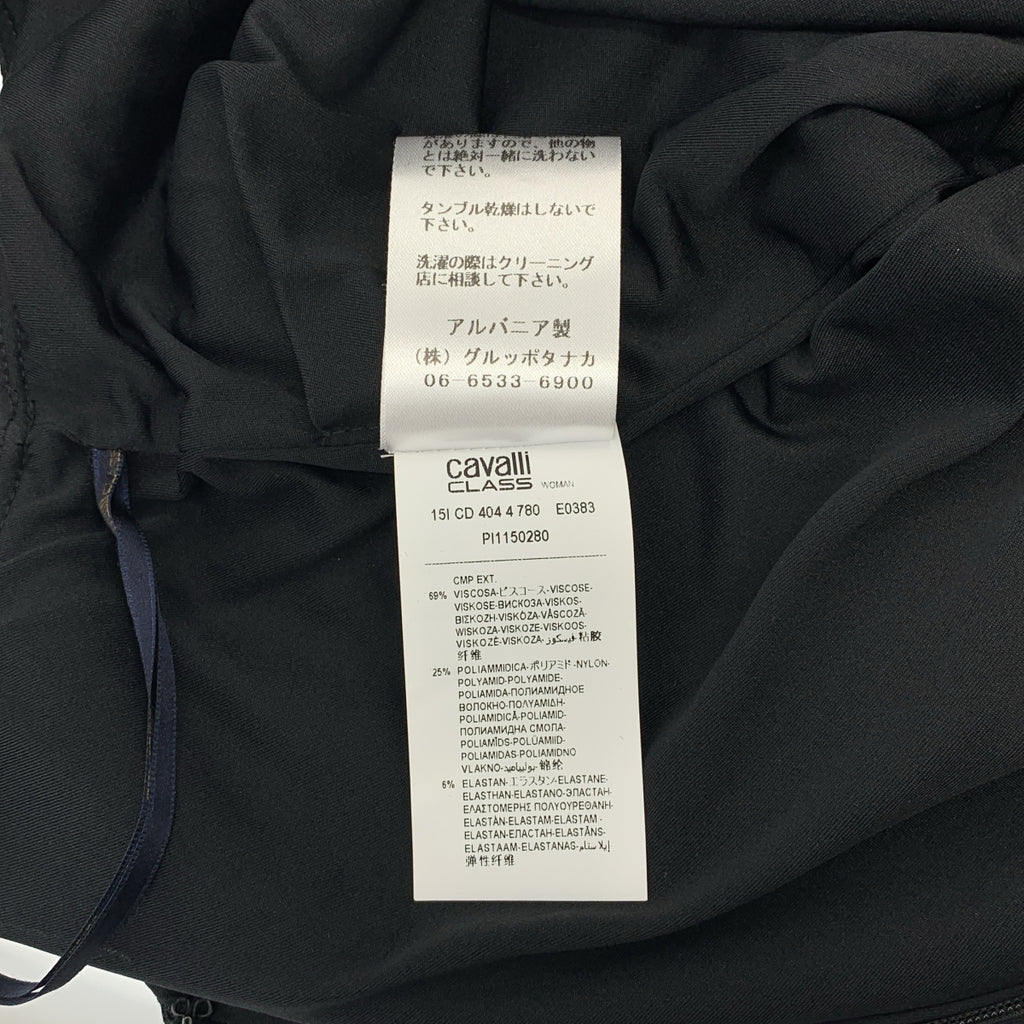 がありますので、他の物
とは絶対一緒に洗わない
で下さい。
タンブル乾燥はしないで
下さい。
洗濯の際はクリーニング
店に相談して下さい。
アルバニア製
(株) グルッポタナカ
06-6533-6900
cavalli
CLASS WOMAN
15I CD 404 4 780 E0383
PI1150280
CMP EXT.
69% VISCOSA-ビスコース-VISCOSE-
VISKOSE-ВИСКОЗА-VISKOS-
ΒΙΣΚΟΖΗ-VISKÓZA-VÂSCOZĂ-
WISKOZA-VISKOZE-VISKOOS-
VISKOZĖ-VISKOZA-فيسكوز-粘胶
纤维
25% POLIAMMIDICA-ポリアミド-NYLON-
POLYAMID-POLYAMIDE-
POLIAMIDA-ПОЛИАМИДНОЕ
ВОЛОКНО-ΠΟΛΥΑΜΙΔΗ-
POLIAMIDICĂ-POLIAMID-
ПОЛИАМИДНА СМОЛА-
POLIAMĪDS-POLÜAMIID-
POLIAMIDAS-POLIAMIDNO
VLAKNO-بولياميد-锦纶
6% ELASTAN-エラスタン-ELASTANE-
ELASTHAN-ELASTANO-ЭЛАСТАН-
ΕΛΑΣΤΟΜΕΡΗΣ ΠΟΛΥΟΥΡΕΘΑΝΗ-
ELASTÀN-ELASTAM-ELASTAM -
ELASTAN-ЕЛАСТАН-ELASTĀNS-
ELASTAAM-ELASTANAS-إيلاستام
弹性纤维